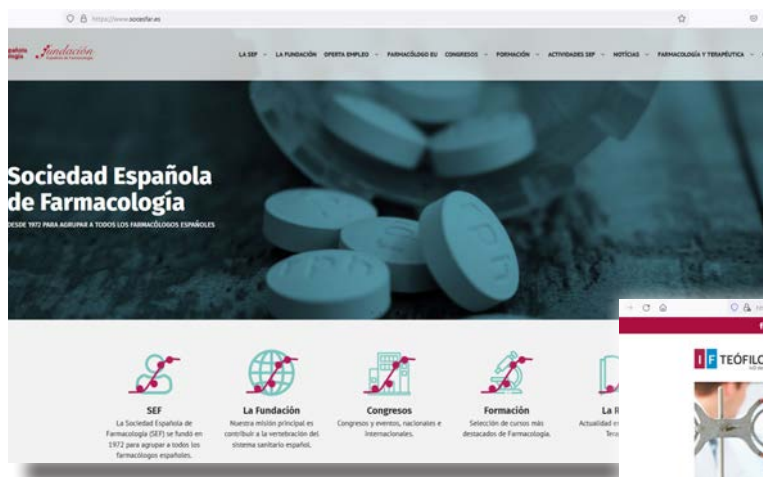 https://www.socesfar.es
Fundación
LA SEF LA FUNDACIÓN OFERTA EMPLEO FARMACÓLOGO EU CONGRESOS FORMACIÓN ACTIVIDADES SEF NOTICIAS FARMACOLOGÍA Y TERAPÉUTICA
Sociedad Española
de Farmacología
DESDE 1972 PARA AGRUPAR A TODOS LOS FARMACÓLOGOS ESPAÑOLES
SEF
La Sociedad Española de
Farmacología (SEF) se fundó en
1972 para agrupar a todos los
farmacólogos españoles.
La Fundación
Nuestra misión principal es
contribuir a la vertebración del
sistema sanitario español.
Congresos
Congresos y eventos, nacionales e
internacionales.
Formación
Selección de cursos más
destacados de Farmacología.
La
Actualidad
IF TEÓFILO